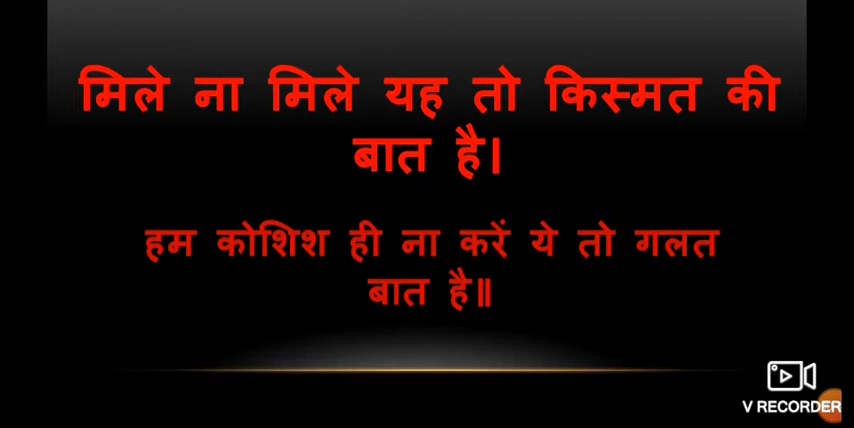 मिले ना मिले यह तो किस्मत की
बात है।
हम कोशिश ही ना करें ये तो गलत
बात है॥
V RECORDER